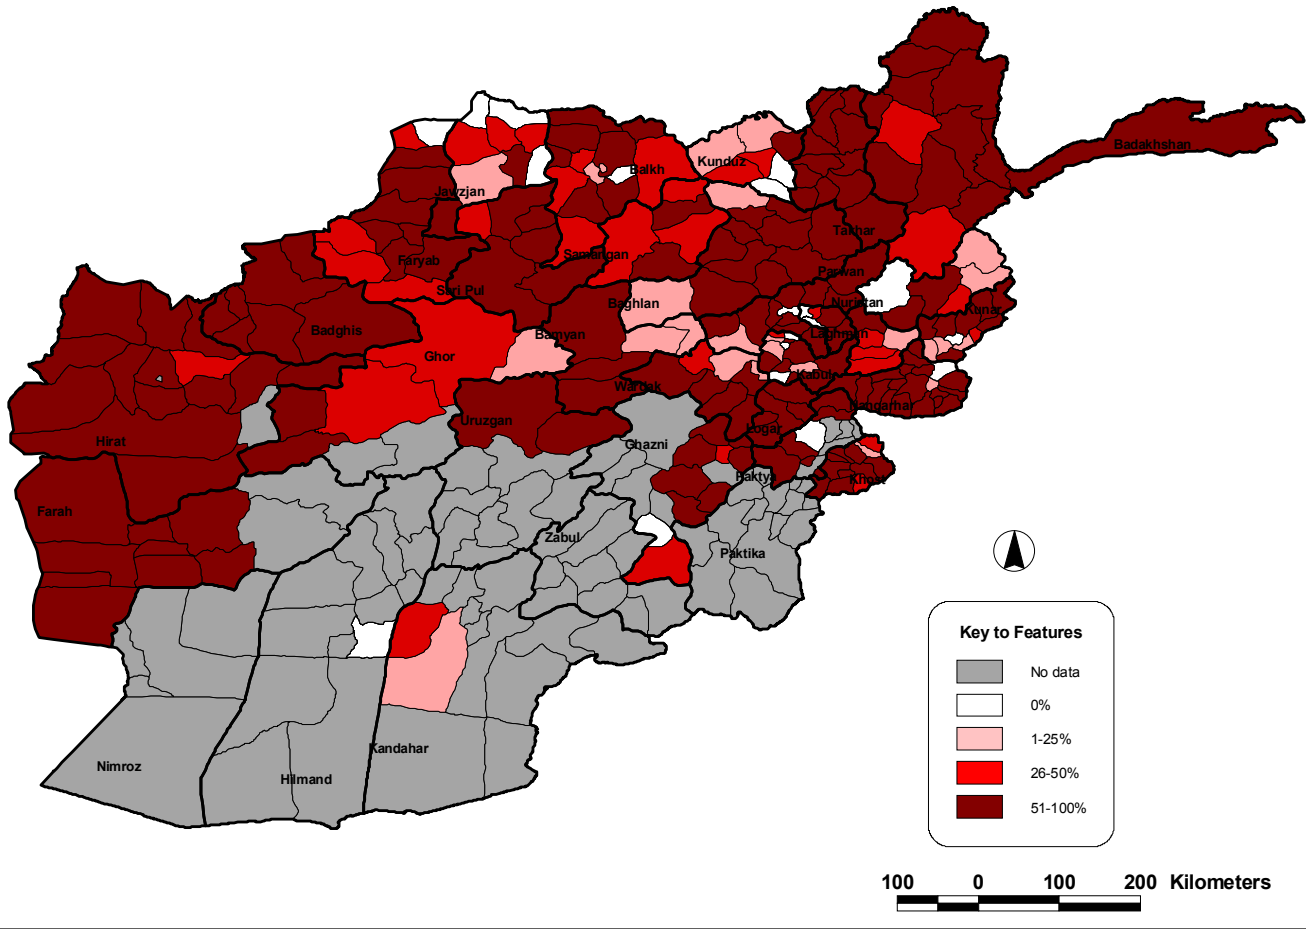 Badakhshan
Kunduz
Balkh
Jawzjan
Takhar
Faryab
Samangan
Parwan
Sari Pul
Baghlan
Nuristan
Kunar
Badghis
Bamyan
Laghman
Ghor
Kabul
Wardak
Nangarhar
Uruzgan
Logar
Hirat
Ghazni
Paktya
Khost
Farah
Zabul
Paktika
Kandahar
Nimroz
Hilmand
Key to Features
No data
0%
1-25%
26-50%
51-100%
100 0 100 200 Kilometers